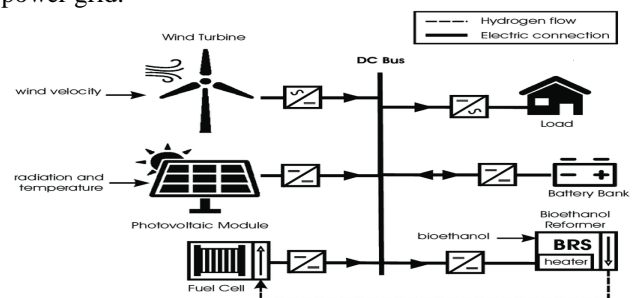 power grid.
Hydrogen flow
Electric connection
Wind Turbine
DC Bus
wind velocity
Load
radiation and
temperature
Battery Bank
Photovoltaic Module
Bioethanol
Reformer
bioethanol
BRS
heater
Fuel Cell